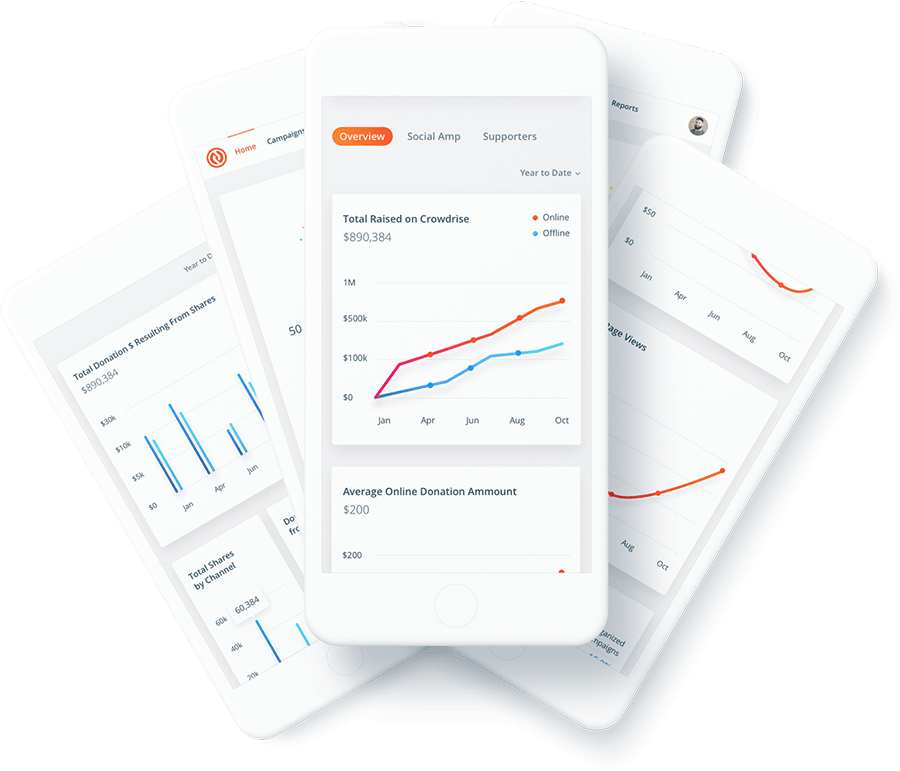 Overview Social Amp Supporters
Year to Date
Total Raised on Crowdrise
$890,384
Online
Offline
1M
$500k
$100k
$0
Jan Apr Jun Aug Oct
Average Online Donation Ammount
$200
$200
Home Campaigns
50
Year to D
Total Donation $ Resulting From Shares
$890,384
$30k
$10k
$5k
$0
Jan Apr Jun
Total Shares
by Channel
60,384
60k
40k
20k
Do
fro
Reports
$50
$0
Jan Apr Jun Aug Oct
Page Views
Aug Oct
ganized
mpaigns